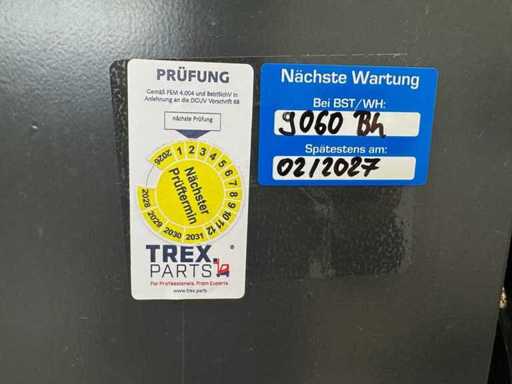 PRÜFUNG
Gemäß FEM 4.004 und BetrSichV in
Anlehnung an die DGUV Vorschrift 68
nächste Prüfung
2026 1 2 3 4 5 6 7 8 9 10 11 12
Nächster
Prüftermin
2028 2029 2030 2031
TREX.
PARTS
®
For Professionals. From Experts.
www.trex.parts
Nächste Wartung
Bei BST/WH:
9060 Bh
Spätestens am:
02/2027